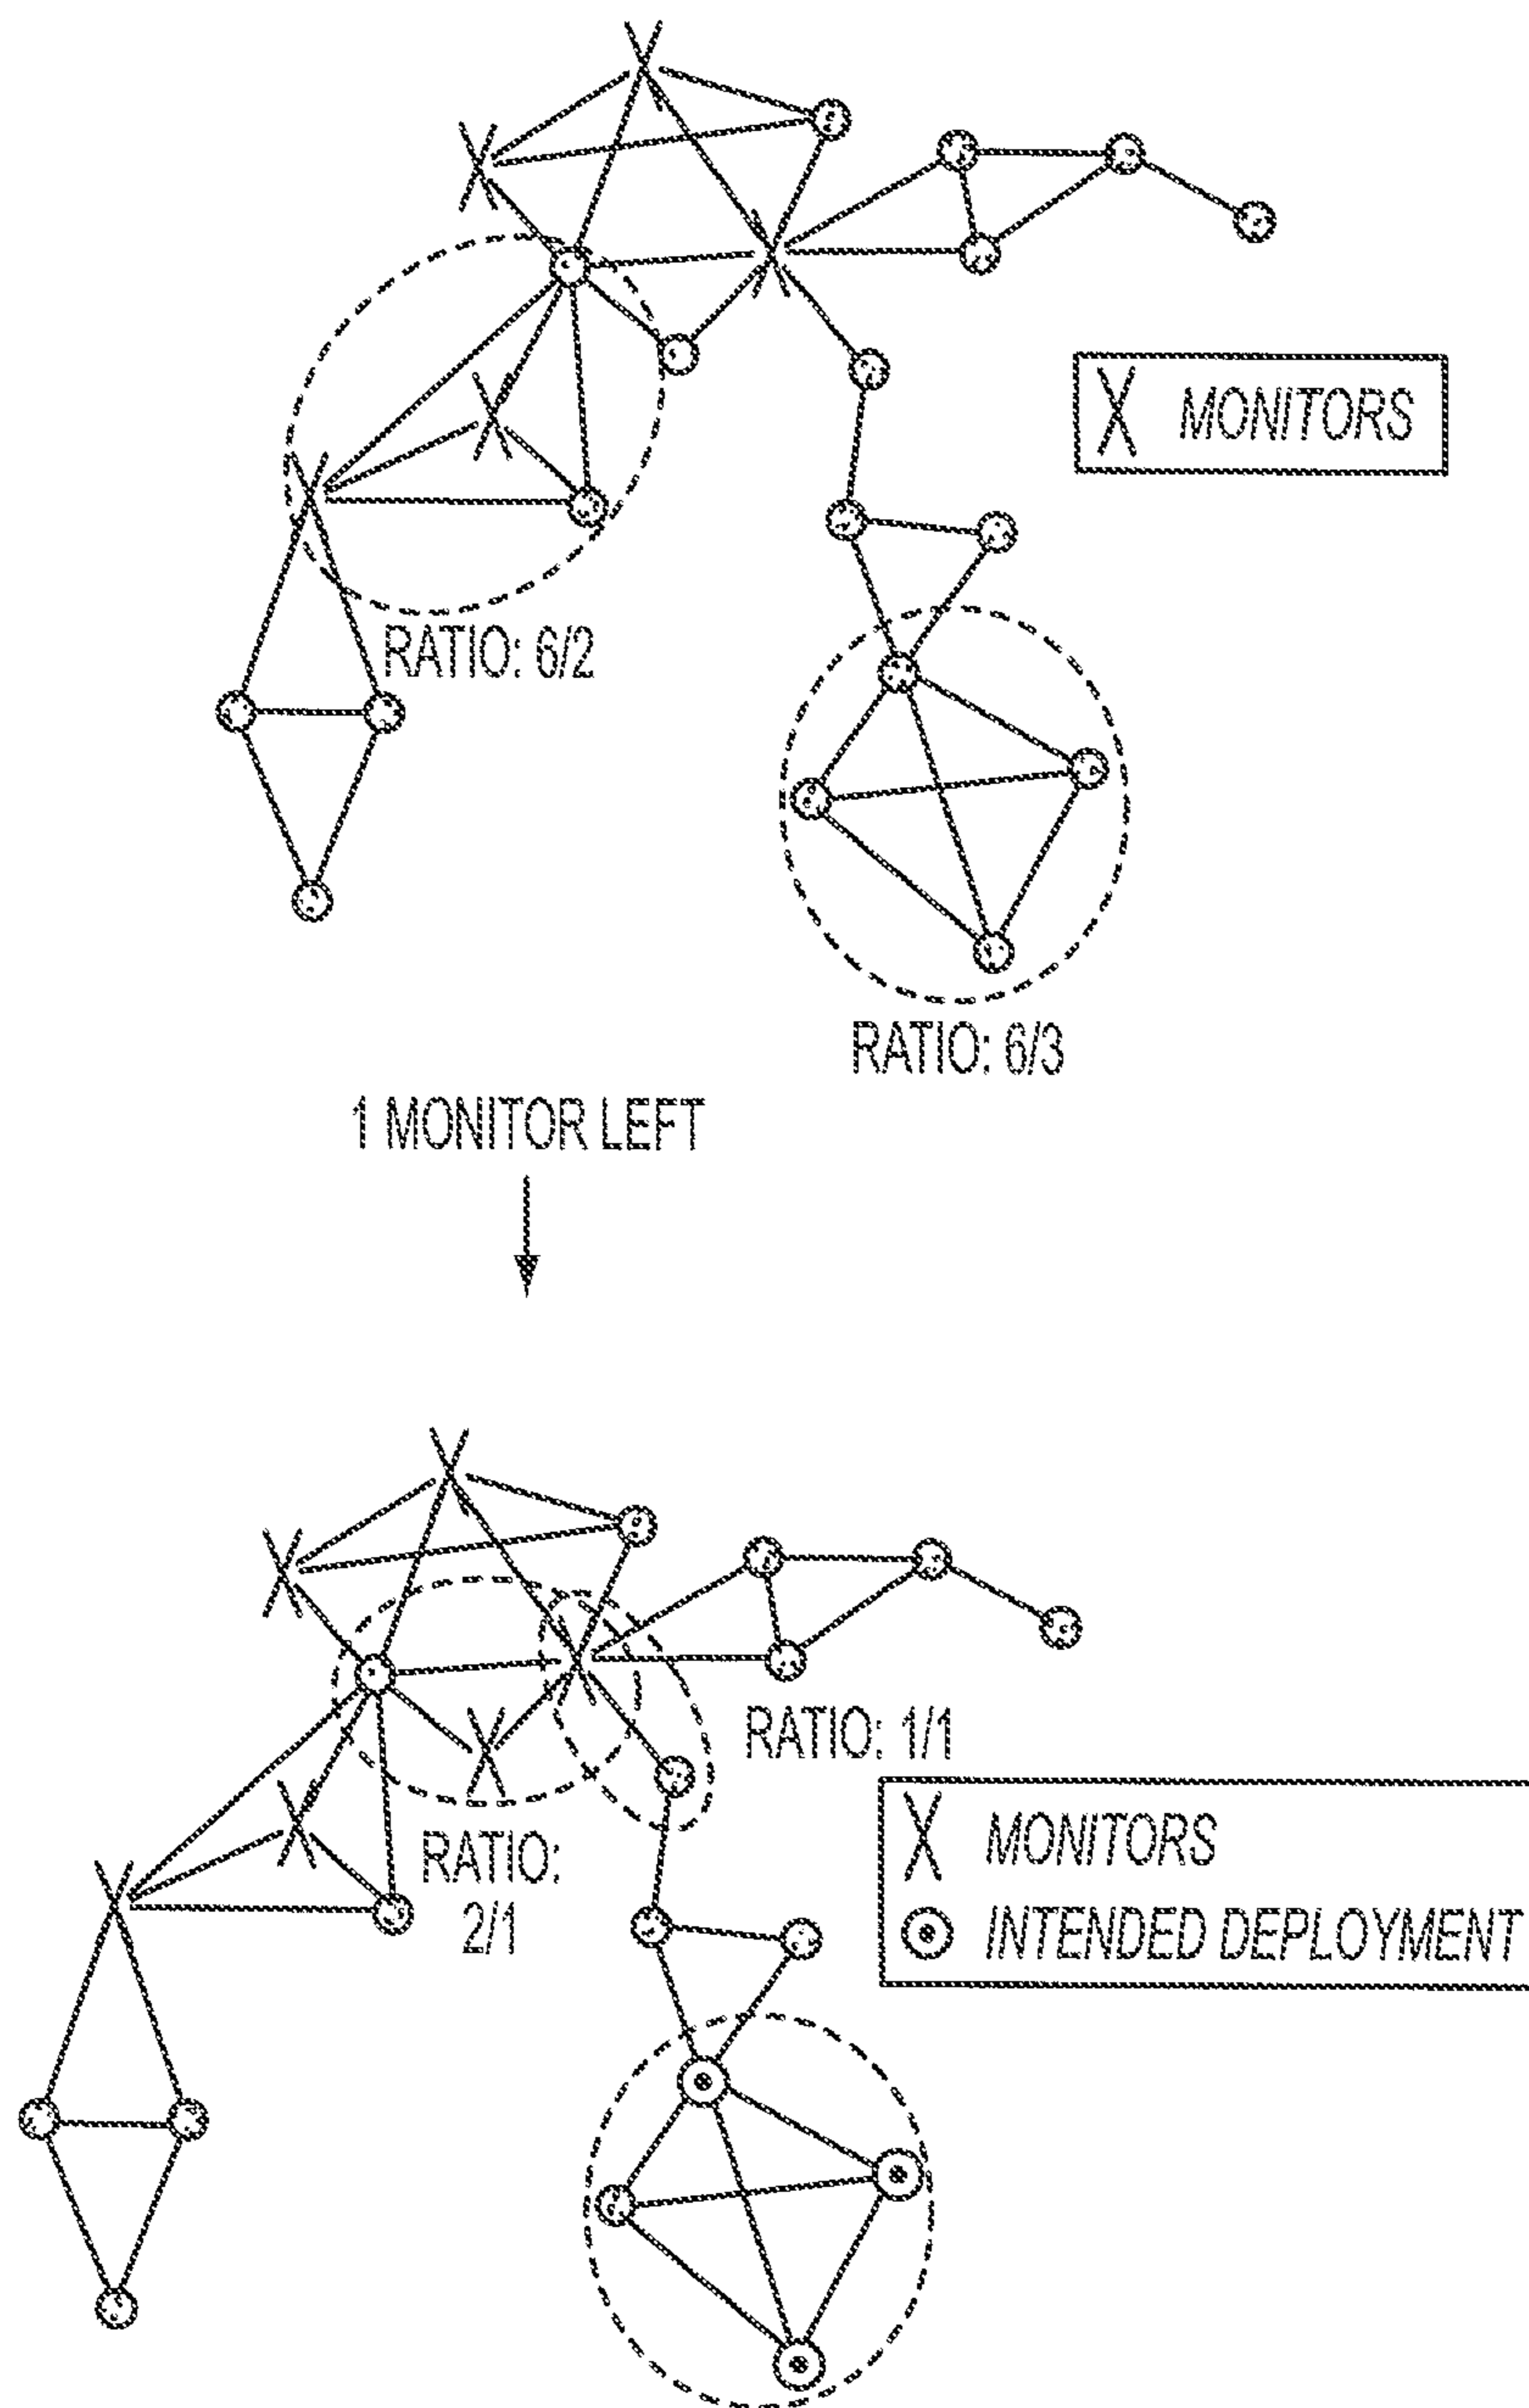 X MONITORS
RATIO: 6/2
RATIO: 6/3
1 MONITOR LEFT
RATIO: 1/1
X MONITORS
RATIO:
2/1
INTENDED DEPLOYMENT